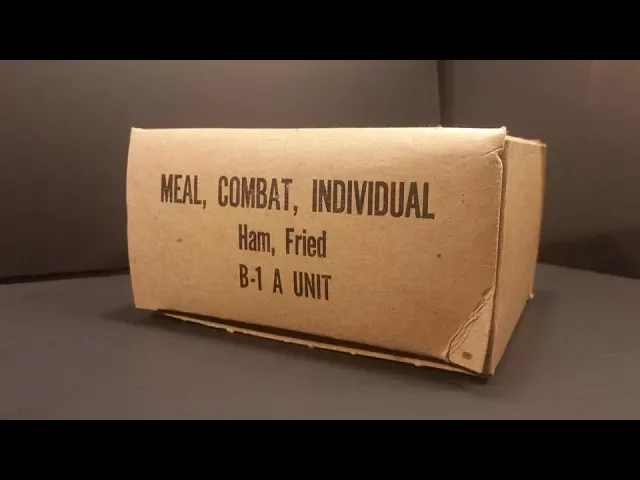 MEAL, COMBAT, INDIVIDUAL
Ham, Fried
B-1 A UNIT